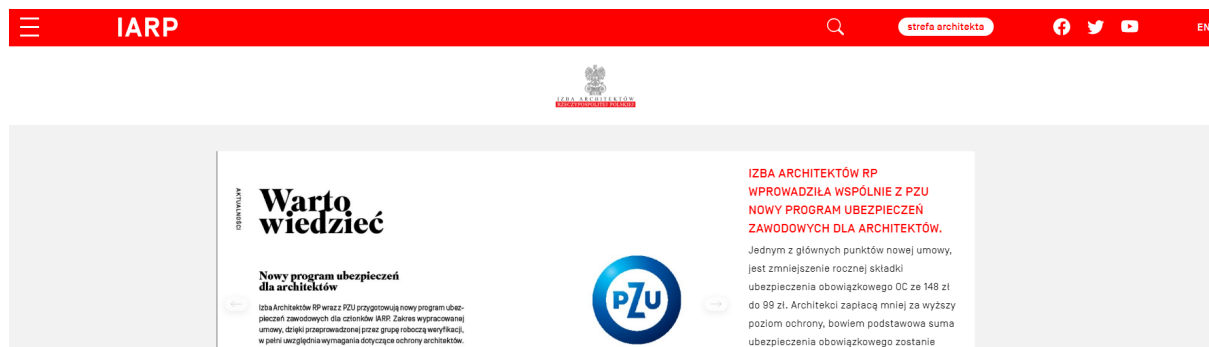 IARP
strefa architekta
EN
IZBA ARCHITEKTÓW
RZECZYPOSPOLITEJ POLSKIEJ
AKTUALNOŚCI
Warto
wiedzieć
Nowy program ubezpieczeń
dla architektów
Izba Architektów RP wraz z PZU przygotowują nowy program ubez-
pieczeń zawodowych dla członków IARP. Zakres wypracowanej
umowy, dzięki przeprowadzonej przez grupę roboczą weryfikacji,
w pełni uwzględnia wymagania dotyczące ochrony architektów.
PZU
IZBA ARCHITEKTÓW RP
WPROWADZIŁA WSPÓLNIE Z PZU
NOWY PROGRAM UBEZPIECZEŃ
ZAWODOWYCH DLA ARCHITEKTÓW.
Jednym z głównych punktów nowej umowy,
jest zmniejszenie rocznej składki
ubezpieczenia obowiązkowego OC ze 148 zł
do 99 zł. Architekci zapłacą mniej za wyższy
poziom ochrony, bowiem podstawowa suma
ubezpieczenia obowiązkowego zostanie